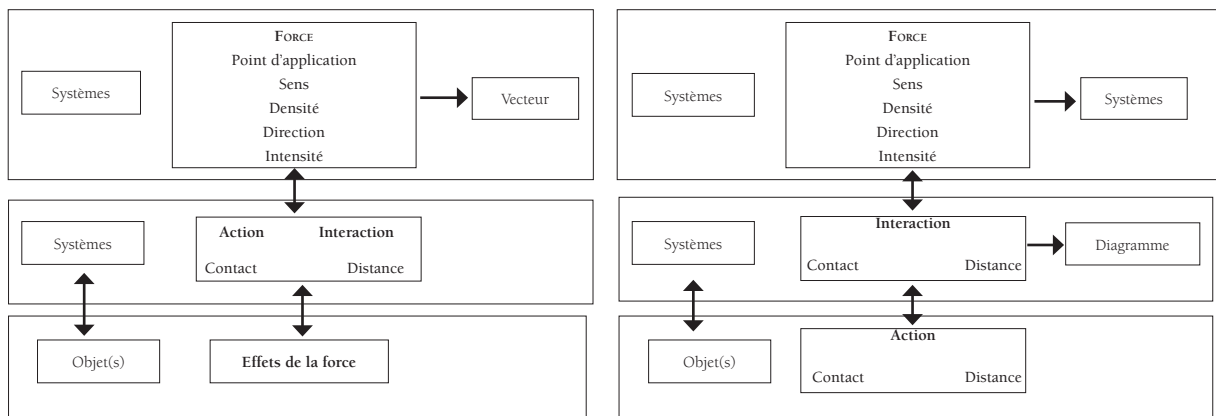 FORCE
Point d'application
Systèmes
Sens
Densité
Vecteur
Direction
Intensité
Action Interaction
Systèmes
Contact Distance
Objet(s)
Effets de la force
FORCE
Point d'application
Systèmes
Sens
Densité
Systèmes
Direction
Intensité
Interaction
Systèmes
Diagramme
Contact Distance
Action
Objet(s)
Contact Distance